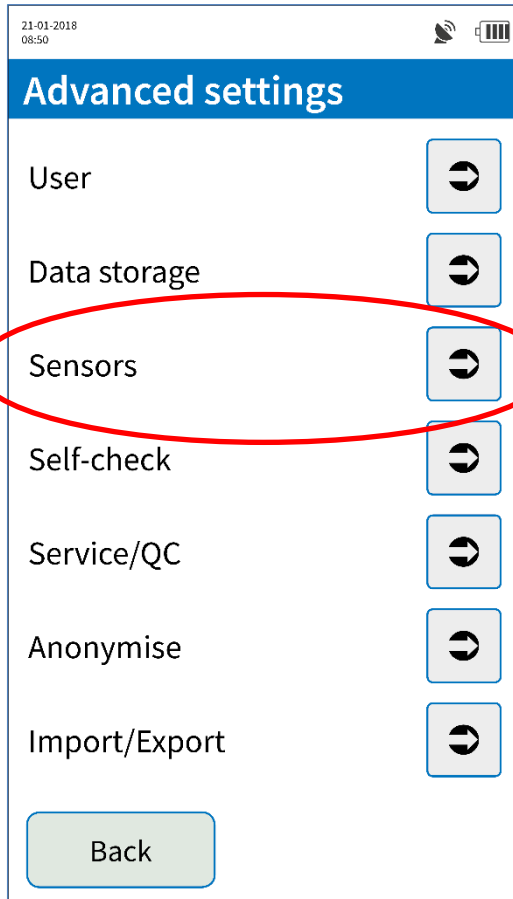 21-01-2018
08:50
Advanced settings
User
Data storage
Sensors
Self-check
Service/QC
Anonymise
Import/Export
Back